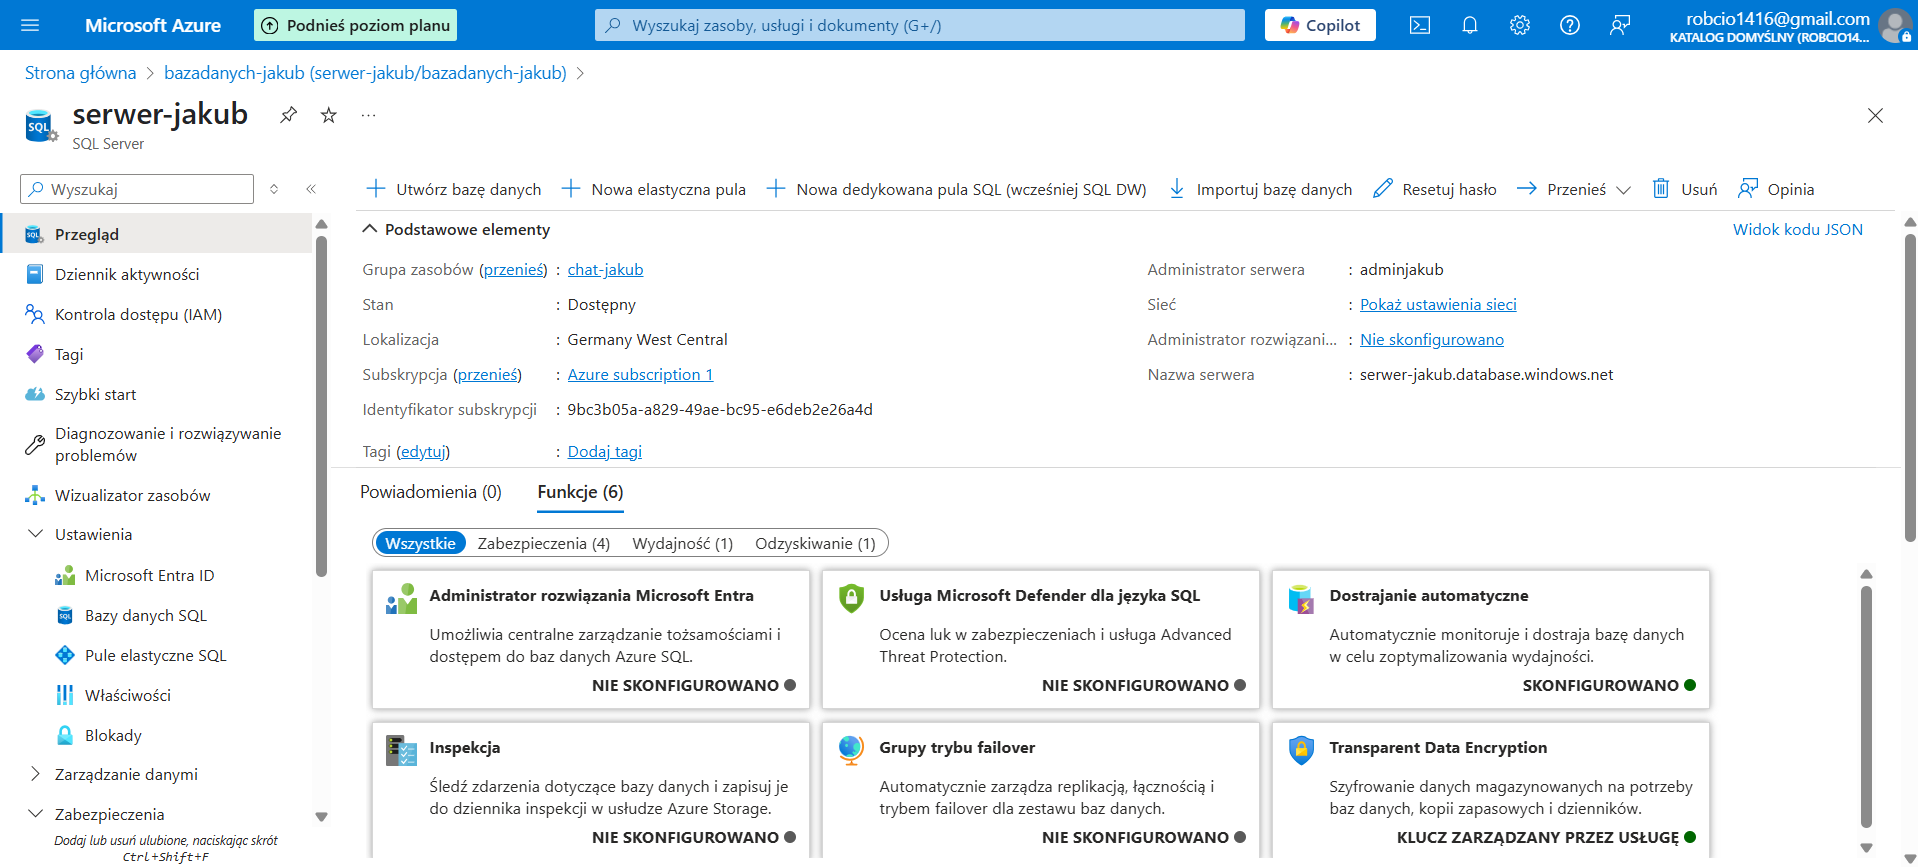 Microsoft Azure
Podnieś poziom planu
Wyszukaj zasoby, usługi i dokumenty (G+/)
Copilot
robcio1416@gmail.com
KATALOG DOMYŚLNY (ROBCIO14...
Strona główna > bazadanych-jakub (serwer-jakub/bazadanych-jakub) >
serwer-jakub
...
SQL Server
Wyszukaj
Przegląd
Dziennik aktywności
Kontrola dostępu (IAM)
Tagi
Szybki start
Diagnozowanie i rozwiązywanie
problemów
Wizualizator zasobów
Ustawienia
Microsoft Entra ID
Bazy danych SQL
Pule elastyczne SQL
Właściwości
Blokady
Zarządzanie danymi
Zabezpieczenia
Dodaj lub usuń ulubione, naciskając skrót
Ctrl+Shift+F
Utwórz bazę danych
Nowa elastyczna pula
Nowa dedykowana pula SQL (wcześniej SQL DW)
Importuj bazę danych
Resetuj hasło
Przenieś
Usuń
Opinia
Podstawowe elementy
Widok kodu JSON
Grupa zasobów (przenieś) : chat-jakub
Stan : Dostępny
Lokalizacja : Germany West Central
Subskrypcja (przenieś) : Azure subscription 1
Identyfikator subskrypcji : 9bc3b05a-a829-49ae-bc95-e6deb2e26a4d
Tagi (edytuj) : Dodaj tagi
Administrator serwera : adminjakub
Sieć : Pokaż ustawienia sieci
Administrator rozwiązani... : Nie skonfigurowano
Nazwa serwera : serwer-jakub.database.windows.net
Powiadomienia (0)
Funkcje (6)
Wszystkie
Zabezpieczenia (4)
Wydajność (1)
Odzyskiwanie (1)
Administrator rozwiązania Microsoft Entra
Umożliwia centralne zarządzanie tożsamościami i
dostępem do baz danych Azure SQL.
NIE SKONFIGUROWANO
Usługa Microsoft Defender dla języka SQL
Ocena luk w zabezpieczeniach i usługa Advanced
Threat Protection.
NIE SKONFIGUROWANO
Dostrajanie automatyczne
Automatycznie monitoruje i dostraja bazę danych
w celu zoptymalizowania wydajności.
SKONFIGUROWANO
Inspekcja
Śledź zdarzenia dotyczące bazy danych i zapisuj je
do dziennika inspekcji w usłudze Azure Storage.
NIE SKONFIGUROWANO
Grupy trybu failover
Automatycznie zarządza replikacją, łącznością i
trybem failover dla zestawu baz danych.
NIE SKONFIGUROWANO
Transparent Data Encryption
Szyfrowanie danych magazynowanych na potrzeby
baz danych, kopii zapasowych i dzienników.
KLUCZ ZARZĄDZANY PRZEZ USŁUGĘ